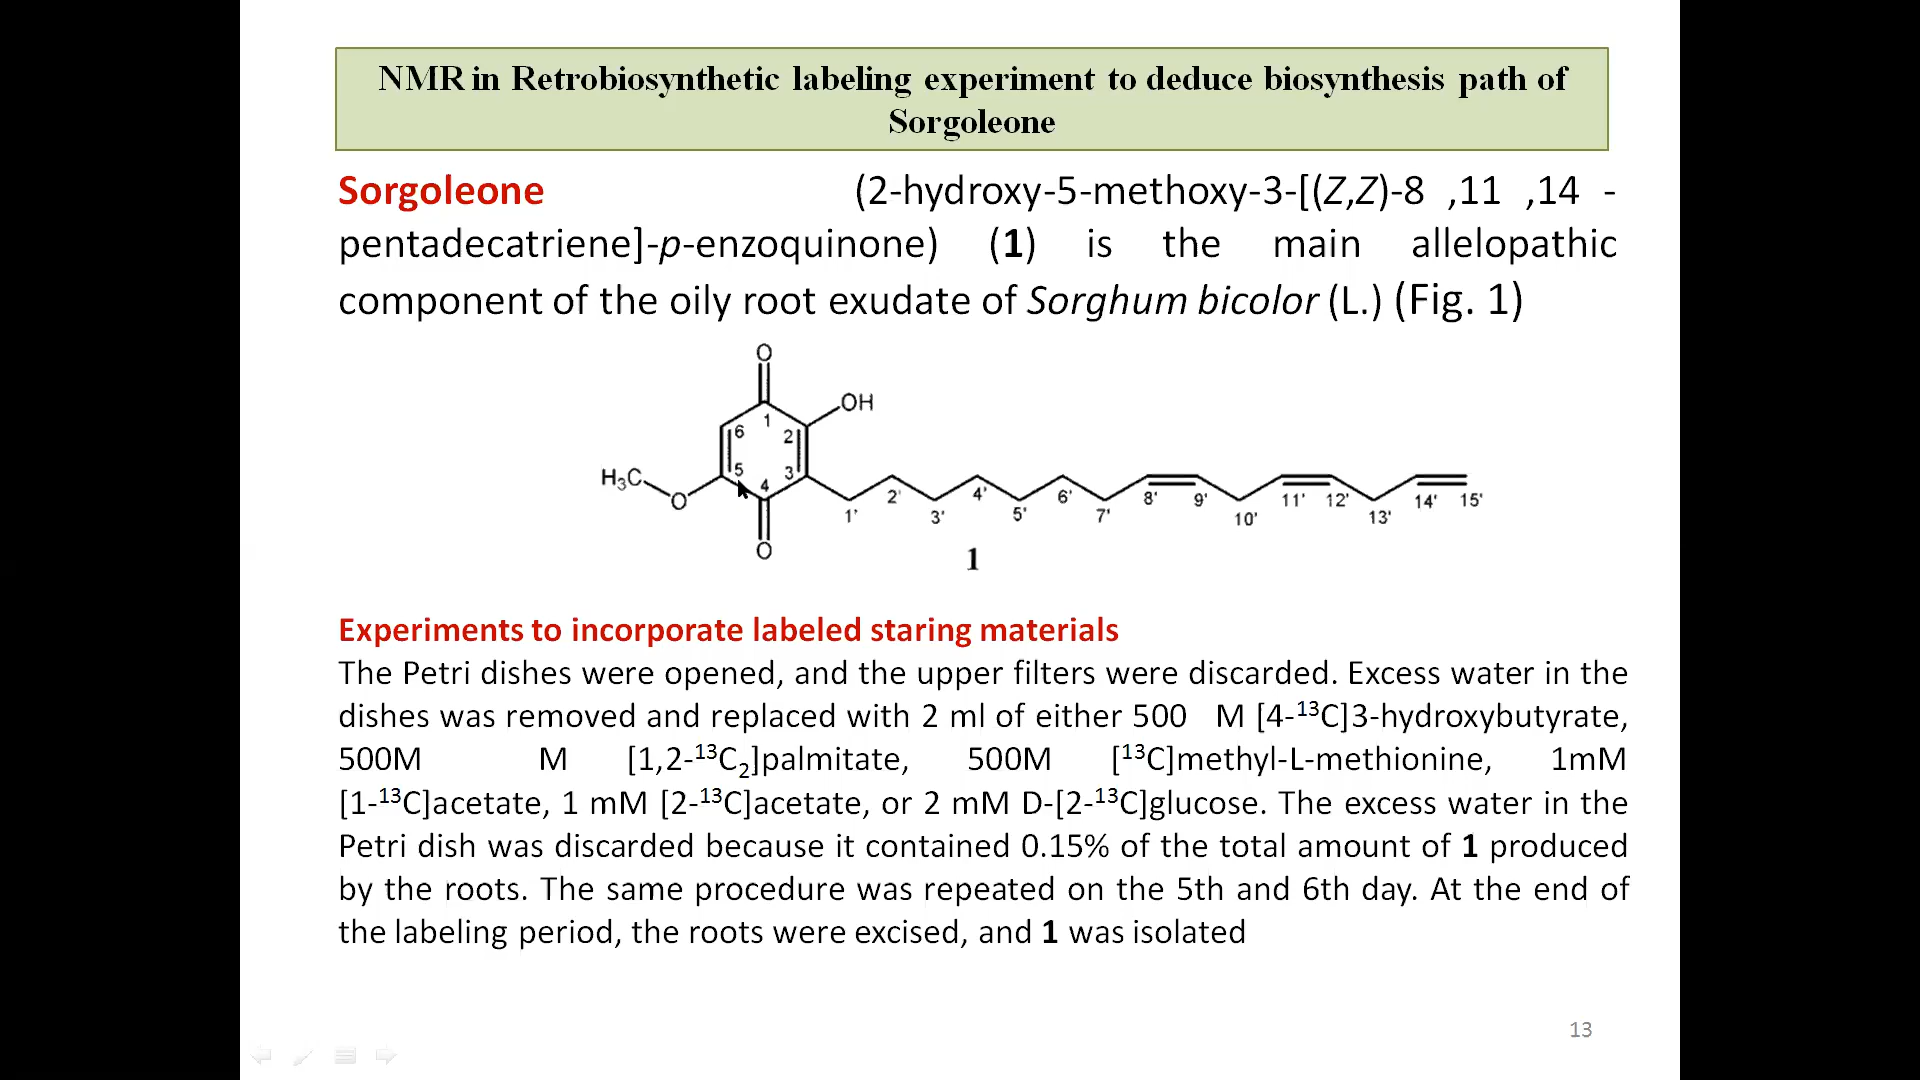 NMR in Retrobiosynthetic labeling experiment to deduce biosynthesis path of
Sorgoleone
Sorgoleone (2-hydroxy-5-methoxy-3-[(Z,Z)-8 ,11 ,14 -
pentadecatriene]-p-enzoquinone) (1) is the main allelopathic
component of the oily root exudate of Sorghum bicolor (L.) (Fig. 1)
O
OH
1
6
2
H₃C
5
3
4
O
O
1' 2' 3' 4' 5' 6' 7' 8' 9' 10' 11' 12' 13' 14' 15'
1
Experiments to incorporate labeled staring materials
The Petri dishes were opened, and the upper filters were discarded. Excess water in the
dishes was removed and replaced with 2 ml of either 500 M [4-¹³C]3-hydroxybutyrate,
500M M [1,2-¹³C₂]palmitate, 500M [¹³C]methyl-L-methionine, 1mM
[1-¹³C]acetate, 1 mM [2-¹³C]acetate, or 2 mM D-[2-¹³C]glucose. The excess water in the
Petri dish was discarded because it contained 0.15% of the total amount of 1 produced
by the roots. The same procedure was repeated on the 5th and 6th day. At the end of
the labeling period, the roots were excised, and 1 was isolated
13